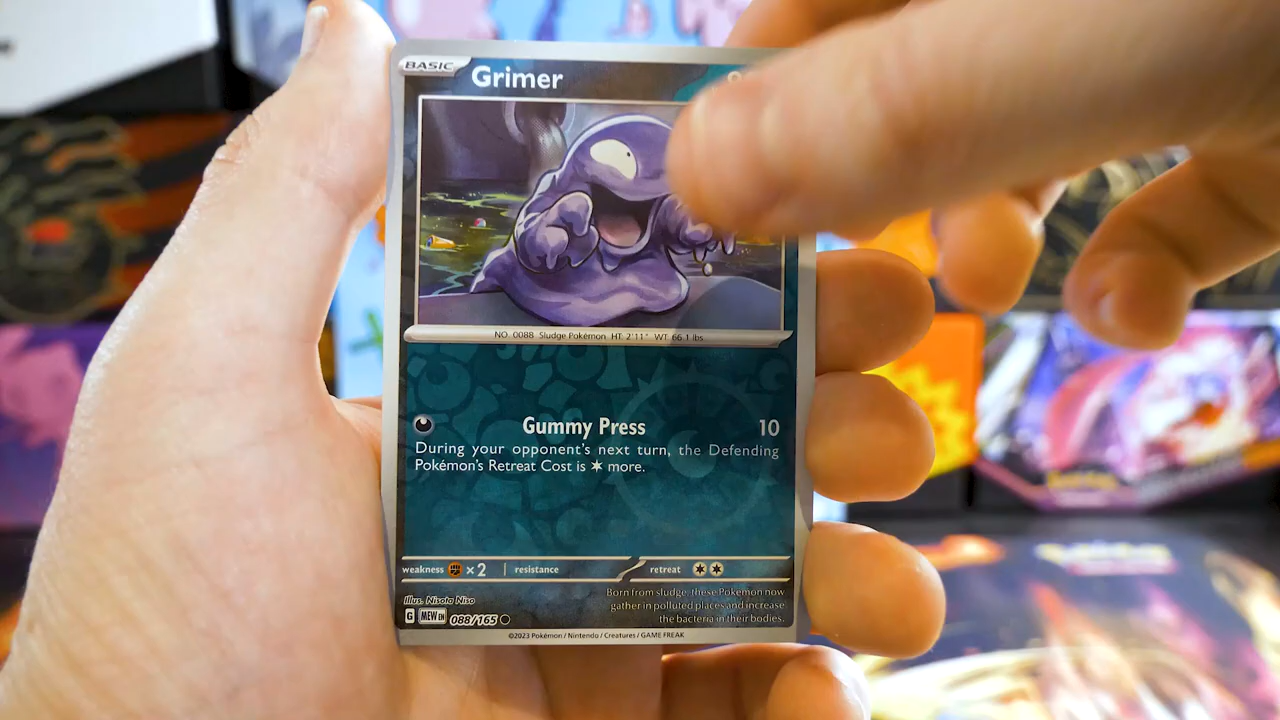 BASIC
Grimer
NO. 0088 Sludge Pokémon HT: 2'11" WT: 66.1 lbs
Gummy Press 10
During your opponent's next turn, the Defending
Pokémon's Retreat Cost is ✶ more.
weakness ×2 resistance retreat
Born from sludge, these Pokémon now
gather in polluted places and increase
the bacteria in their bodies.
Illus. Nisota Niso
G MEW EN 088/165
©2023 Pokémon / Nintendo / Creatures / GAME FREAK